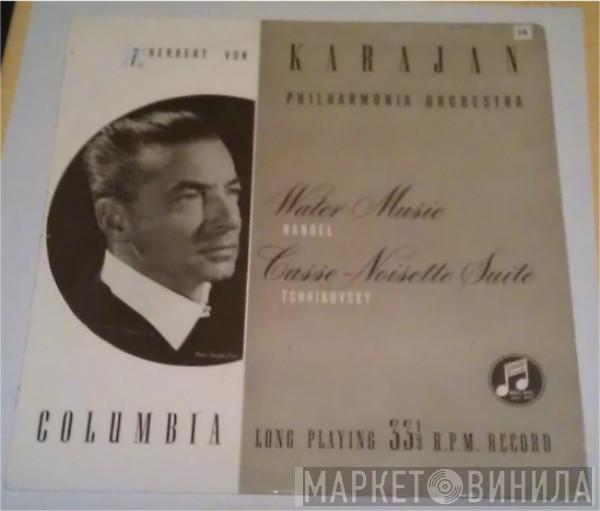 HERBERT VON
KARAJAN
PHILHARMONIA ORCHESTRA
Water Music
HANDEL
Casse-Noisette Suite
TCHAIKOVSKY
COLUMBIA
LONG PLAYING 33⅓ R.P.M. RECORD
МАРКЕТ ВИНИЛА